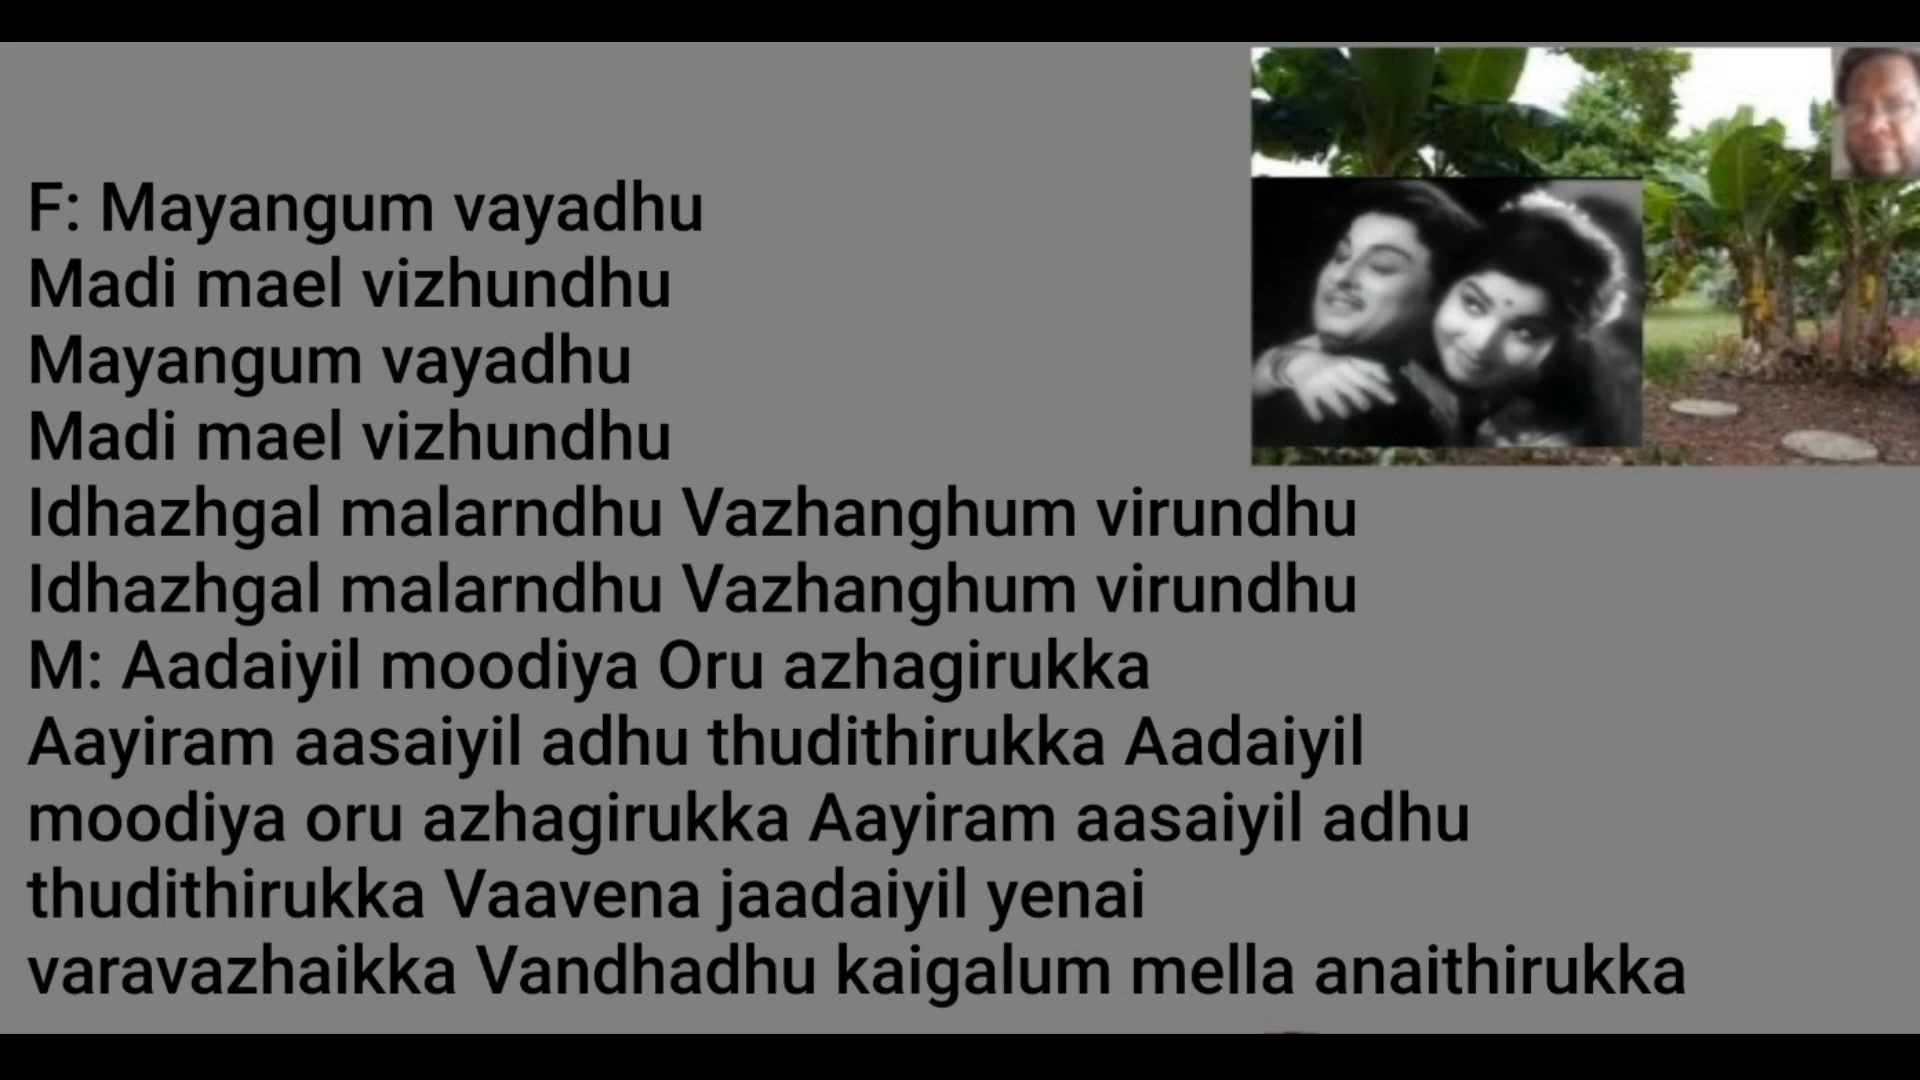 F: Mayangum vayadhu
Madi mael vizhundhu
Mayangum vayadhu
Madi mael vizhundhu
Idhazhgal malarndhu Vazhanghum virundhu
Idhazhgal malarndhu Vazhanghum virundhu
M: Aadaiyil moodiya Oru azhagirukka
Aayiram aasaiyil adhu thudithirukka Aadaiyil
moodiya oru azhagirukka Aayiram aasaiyil adhu
thudithirukka Vaavena jaadaiyil yenai
varavazhaikka Vandhadhu kaigalum mella anaithirukka